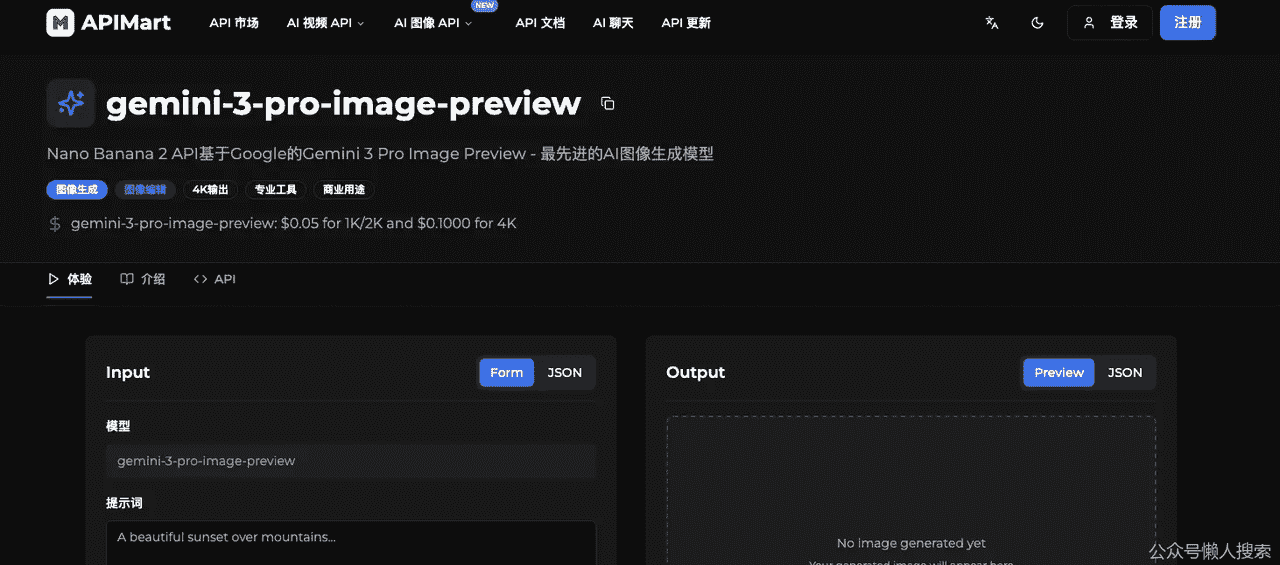 APIMart API 市场 AI 视频 API AI 图像 API NEW API 文档 AI 聊天 API 更新 登录 注册
gemini-3-pro-image-preview
Nano Banana 2 API基于Google的Gemini 3 Pro Image Preview - 最先进的AI图像生成模型
图像生成 图像编辑 4K输出 专业工具 商业用途
$ gemini-3-pro-image-preview: $0.05 for 1K/2K and $0.1000 for 4K
体验 介绍 API
Input Form JSON
模型
gemini-3-pro-image-preview
提示词
A beautiful sunset over mountains...
Output Preview JSON
No image generated yet
Your generated image will appear here
公众号懒人搜索